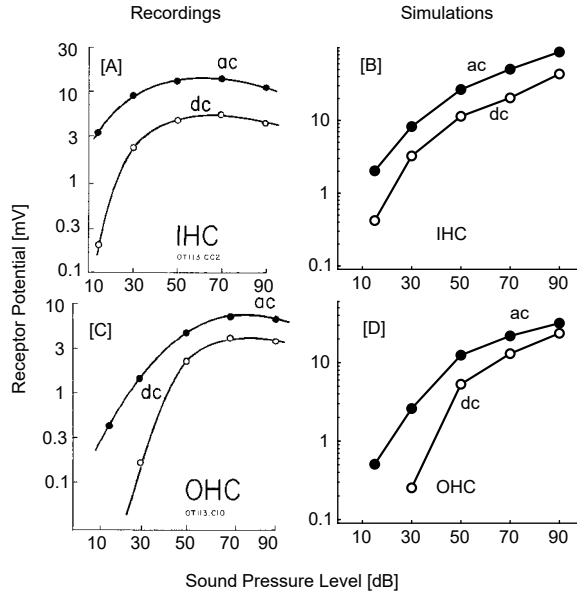 Recordings
Simulations
[A]
ac
dc
IHC
OT113.CC2
30
10
3
1
0.3
0.1
10 30 50 70 90
[B]
ac
dc
IHC
10
1
0.1
10 30 50 70 90
Receptor Potential [mV]
[C]
ac
dc
OHC
OT113.C10
10
3
1
0.3
0.1
10 30 50 70 90
[D]
ac
dc
OHC
10
1
0.1
10 30 50 70 90
Sound Pressure Level [dB]